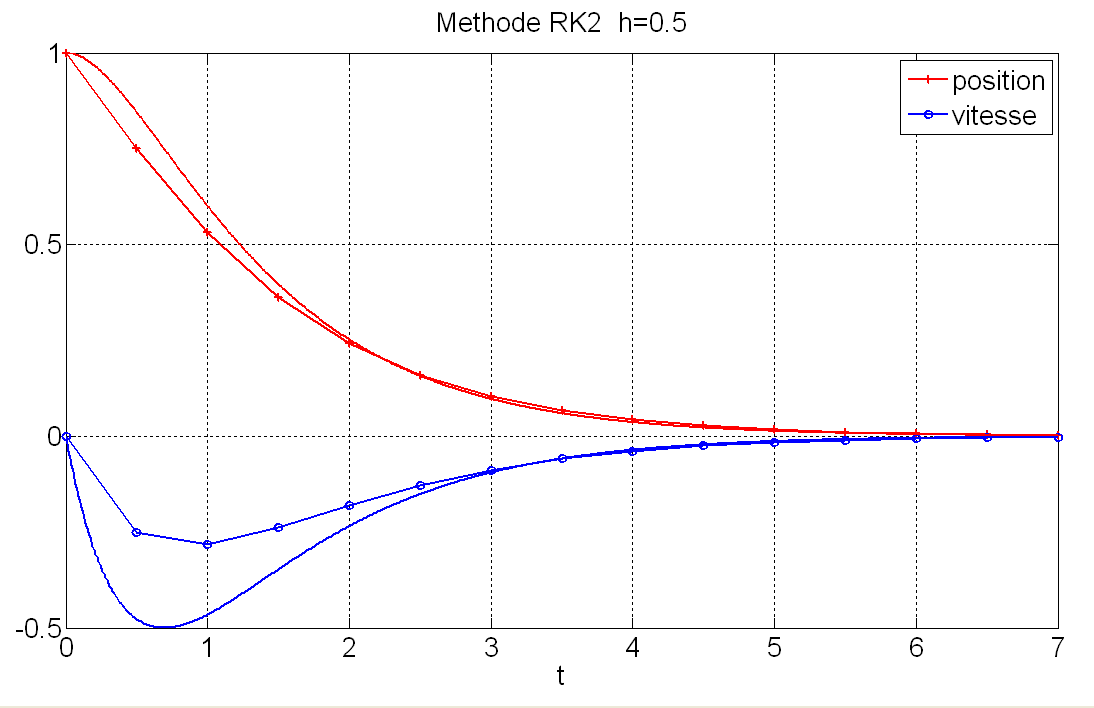 Methode RK2 h=0.5
position
vitesse
1
0.5
0
-0.5
0 1 2 3 4 5 6 7
t